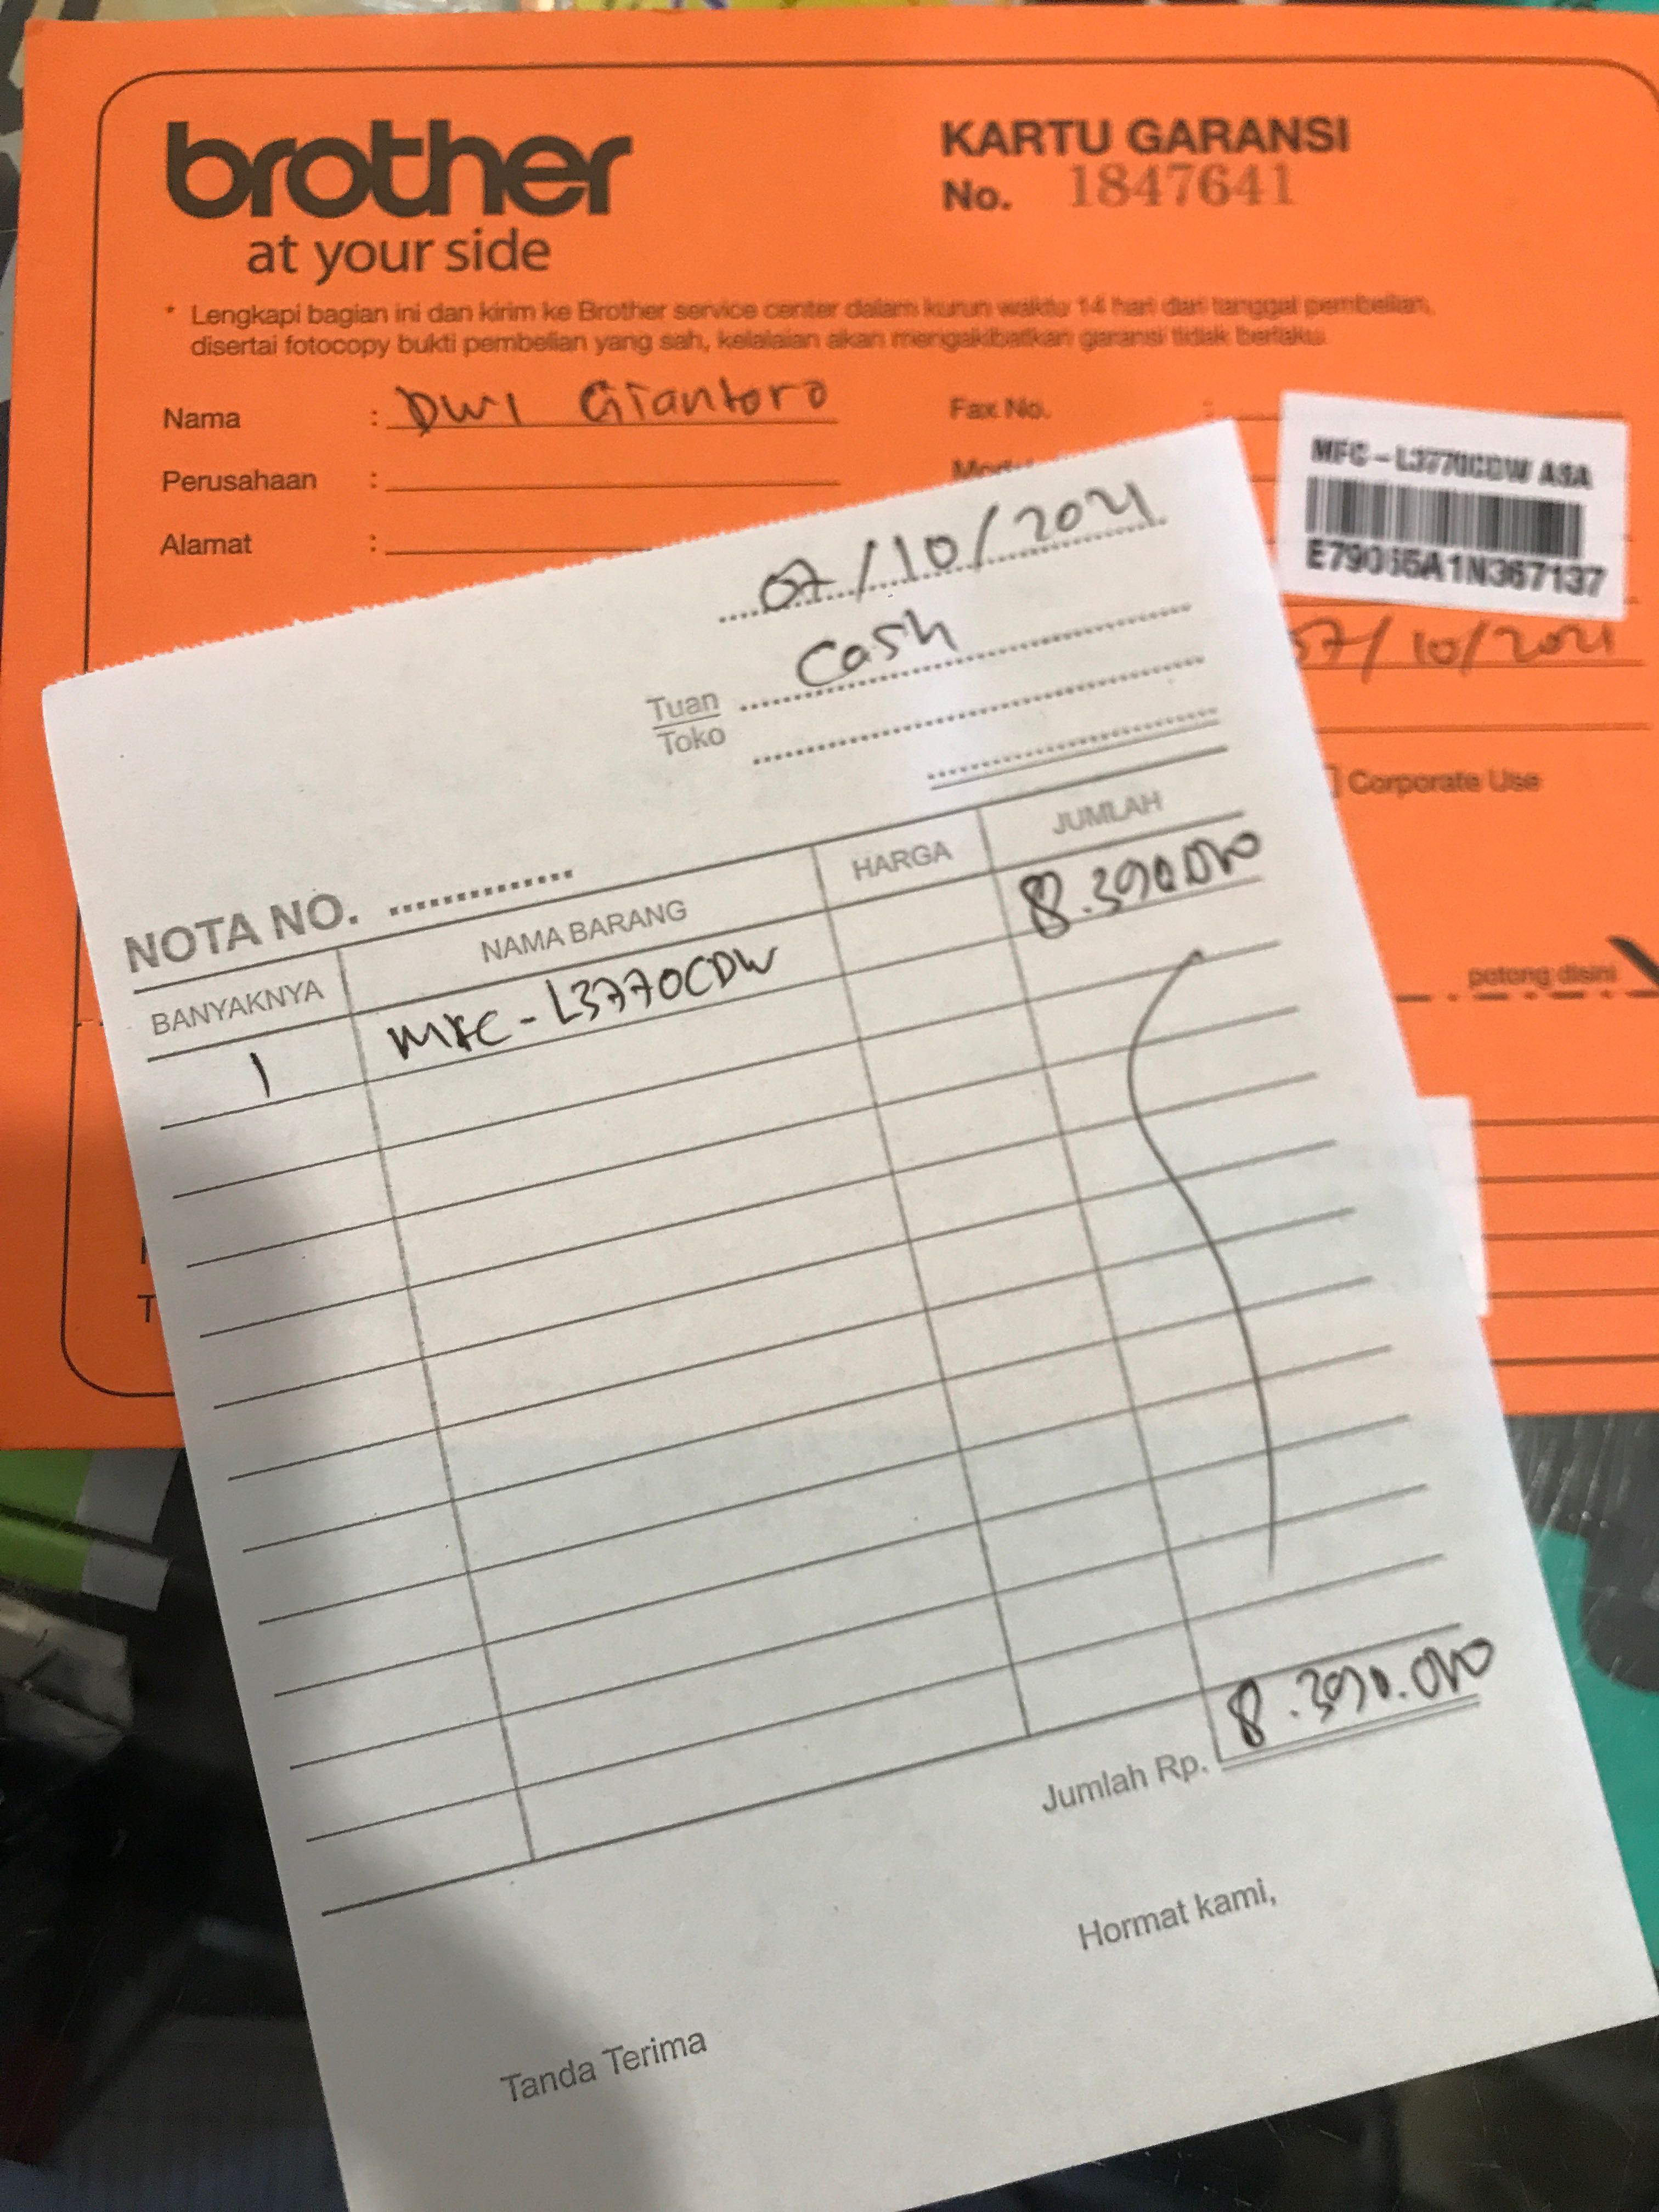 brother
at your side
KARTU GARANSI
No. 1847641
* Lengkapi bagian ini dan kirim ke Brother service center dalam kurun waktu 14 hari dari tanggal pembelian,
disertai fotocopy bukti pembelian yang sah, kelalaian akan mengakibatkan garansi tidak berlaku.
Nama : Dwi Giantoro
Fax No. :
Perusahaan :
Alamat :
MFC-L3770CDW ASA
E79065A1N367137
07/10/2021
Corporate Use
potong disini
07/10/2021
Cash
Tuan
Toko
NOTA NO.
BANYAKNYA NAMA BARANG HARGA JUMLAH
1 MFC-L3770CDW 8.390.000
Jumlah Rp. 8.390.000
Hormat kami,
Tanda Terima